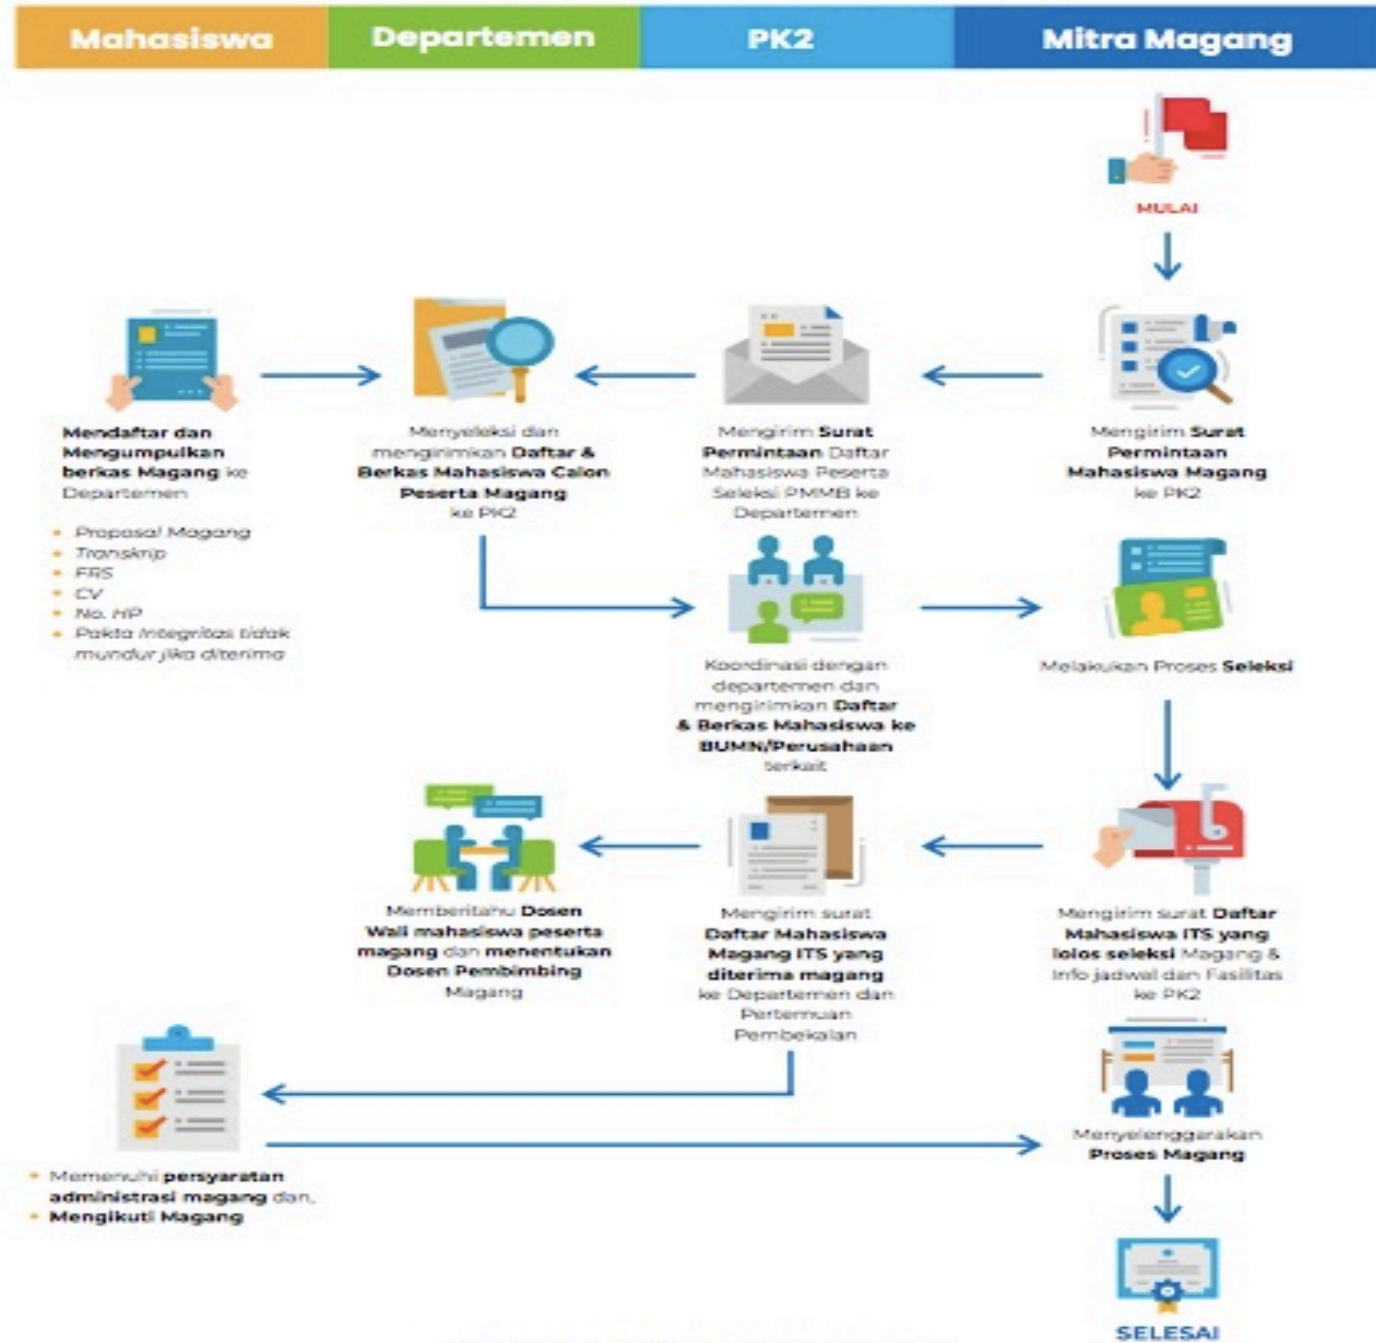 Mahasiswa
Departemen
PK2
Mitra Magang
MULAI
Mendaftar dan
Mengumpulkan
berkas Magang ke
Departemen
Proposal Magang
Transkrip
FRS
CV
No. HP
Pakta Integritas tidak
mundur jika diterima
Menyeleksi dan
mengirimkan Daftar &
Berkas Mahasiswa Calon
Peserta Magang
ke PK2
Mengirim Surat
Permintaan Daftar
Mahasiswa Peserta
Seleksi PMMB ke
Departemen
Mengirim Surat
Permintaan
Mahasiswa Magang
ke PK2
Koordinasi dengan
departemen dan
mengirimkan Daftar
& Berkas Mahasiswa ke
BUMN/Perusahaan
terkait
Melakukan Proses Seleksi
Memberitahu Dosen
Wali mahasiswa peserta
magang dan menentukan
Dosen Pembimbing
Magang
Mengirim surat
Daftar Mahasiswa
Magang ITS yang
diterima magang
ke Departemen dan
Pertemuan
Pembekalan
Mengirim surat Daftar
Mahasiswa ITS yang
lolos seleksi Magang &
Info jadwal dan Fasilitas
ke PK2
Memenuhi persyaratan
administrasi magang dan,
Mengikuti Magang
Menyelenggarakan
Proses Magang
SELESAI